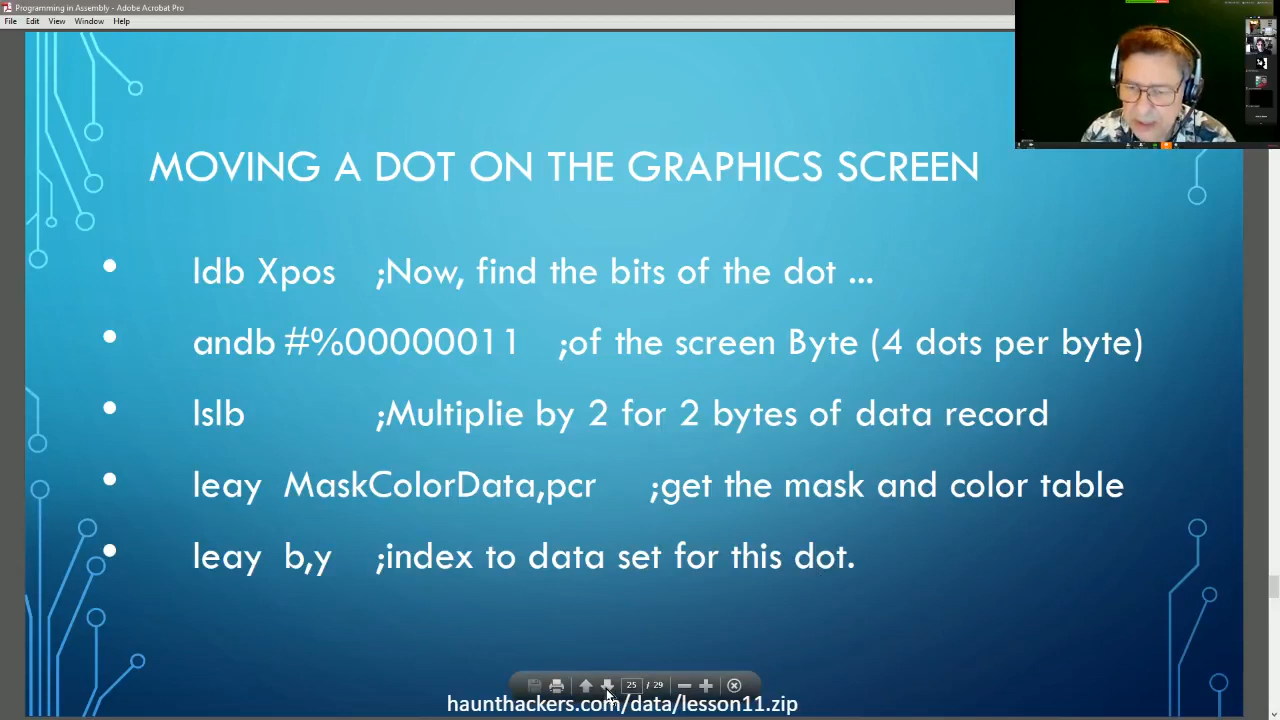 Programming in Assembly - Adobe Acrobat Pro
File Edit View Window Help
MOVING A DOT ON THE GRAPHICS SCREEN
• ldb Xpos ;Now, find the bits of the dot ...
• andb #%00000011 ;of the screen Byte (4 dots per byte)
• lslb ;Multiplie by 2 for 2 bytes of data record
• leay MaskColorData,pcr ;get the mask and color table
• leay b,y ;index to data set for this dot.
25 / 29
haunthackers.com/data/lesson11.zip